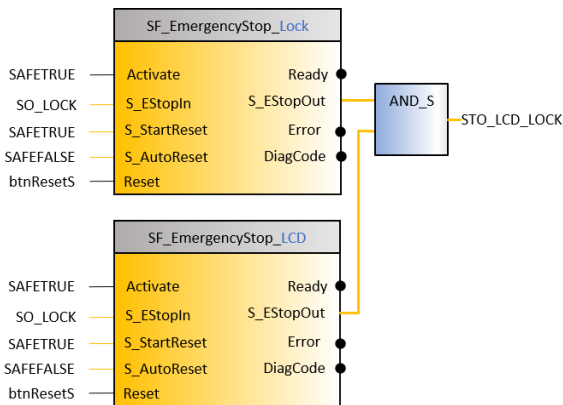 SF_EmergencyStop_Lock
SAFETRUE Activate Ready
SO_LOCK S_EStopIn S_EStopOut AND_S STO_LCD_LOCK
SAFETRUE S_StartReset Error
SAFEFALSE S_AutoReset DiagCode
btnResetS Reset
SF_EmergencyStop_LCD
SAFETRUE Activate Ready
SO_LOCK S_EStopIn S_EStopOut
SAFETRUE S_StartReset Error
SAFEFALSE S_AutoReset DiagCode
btnResetS Reset